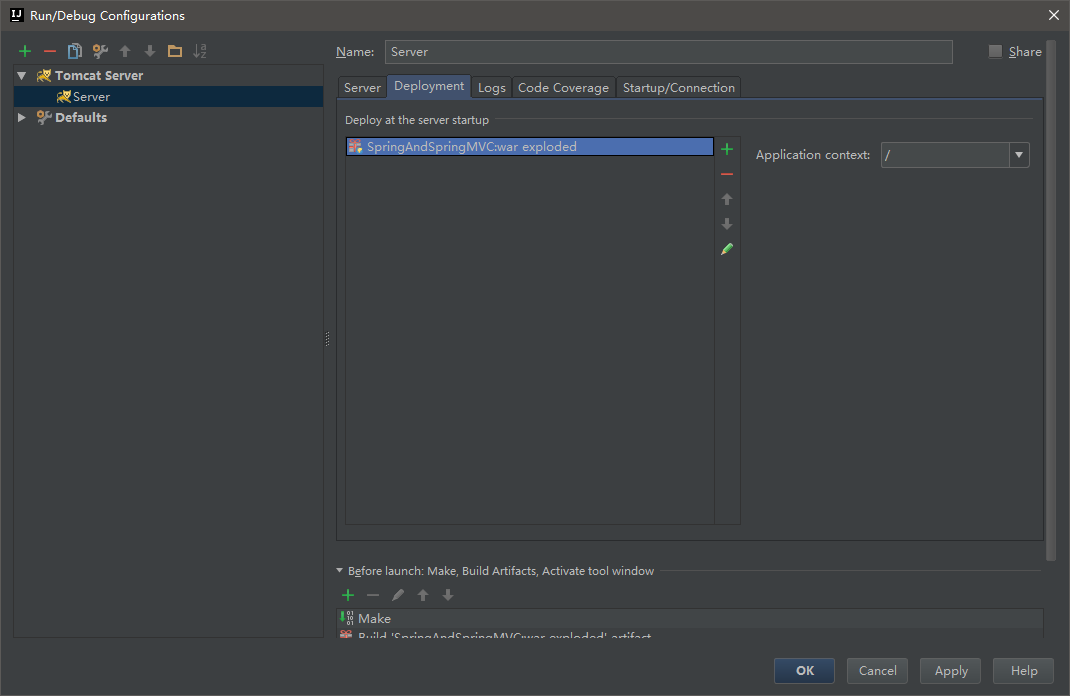 Run/Debug Configurations
Name: Server
Share
Tomcat Server
Server
Defaults
Server Deployment Logs Code Coverage Startup/Connection
Deploy at the server startup
SpringAndSpringMVC:war exploded
Application context: /
Before launch: Make, Build Artifacts, Activate tool window
Make
Build 'SpringAndSpringMVC:war exploded' artifact
OK Cancel Apply Help